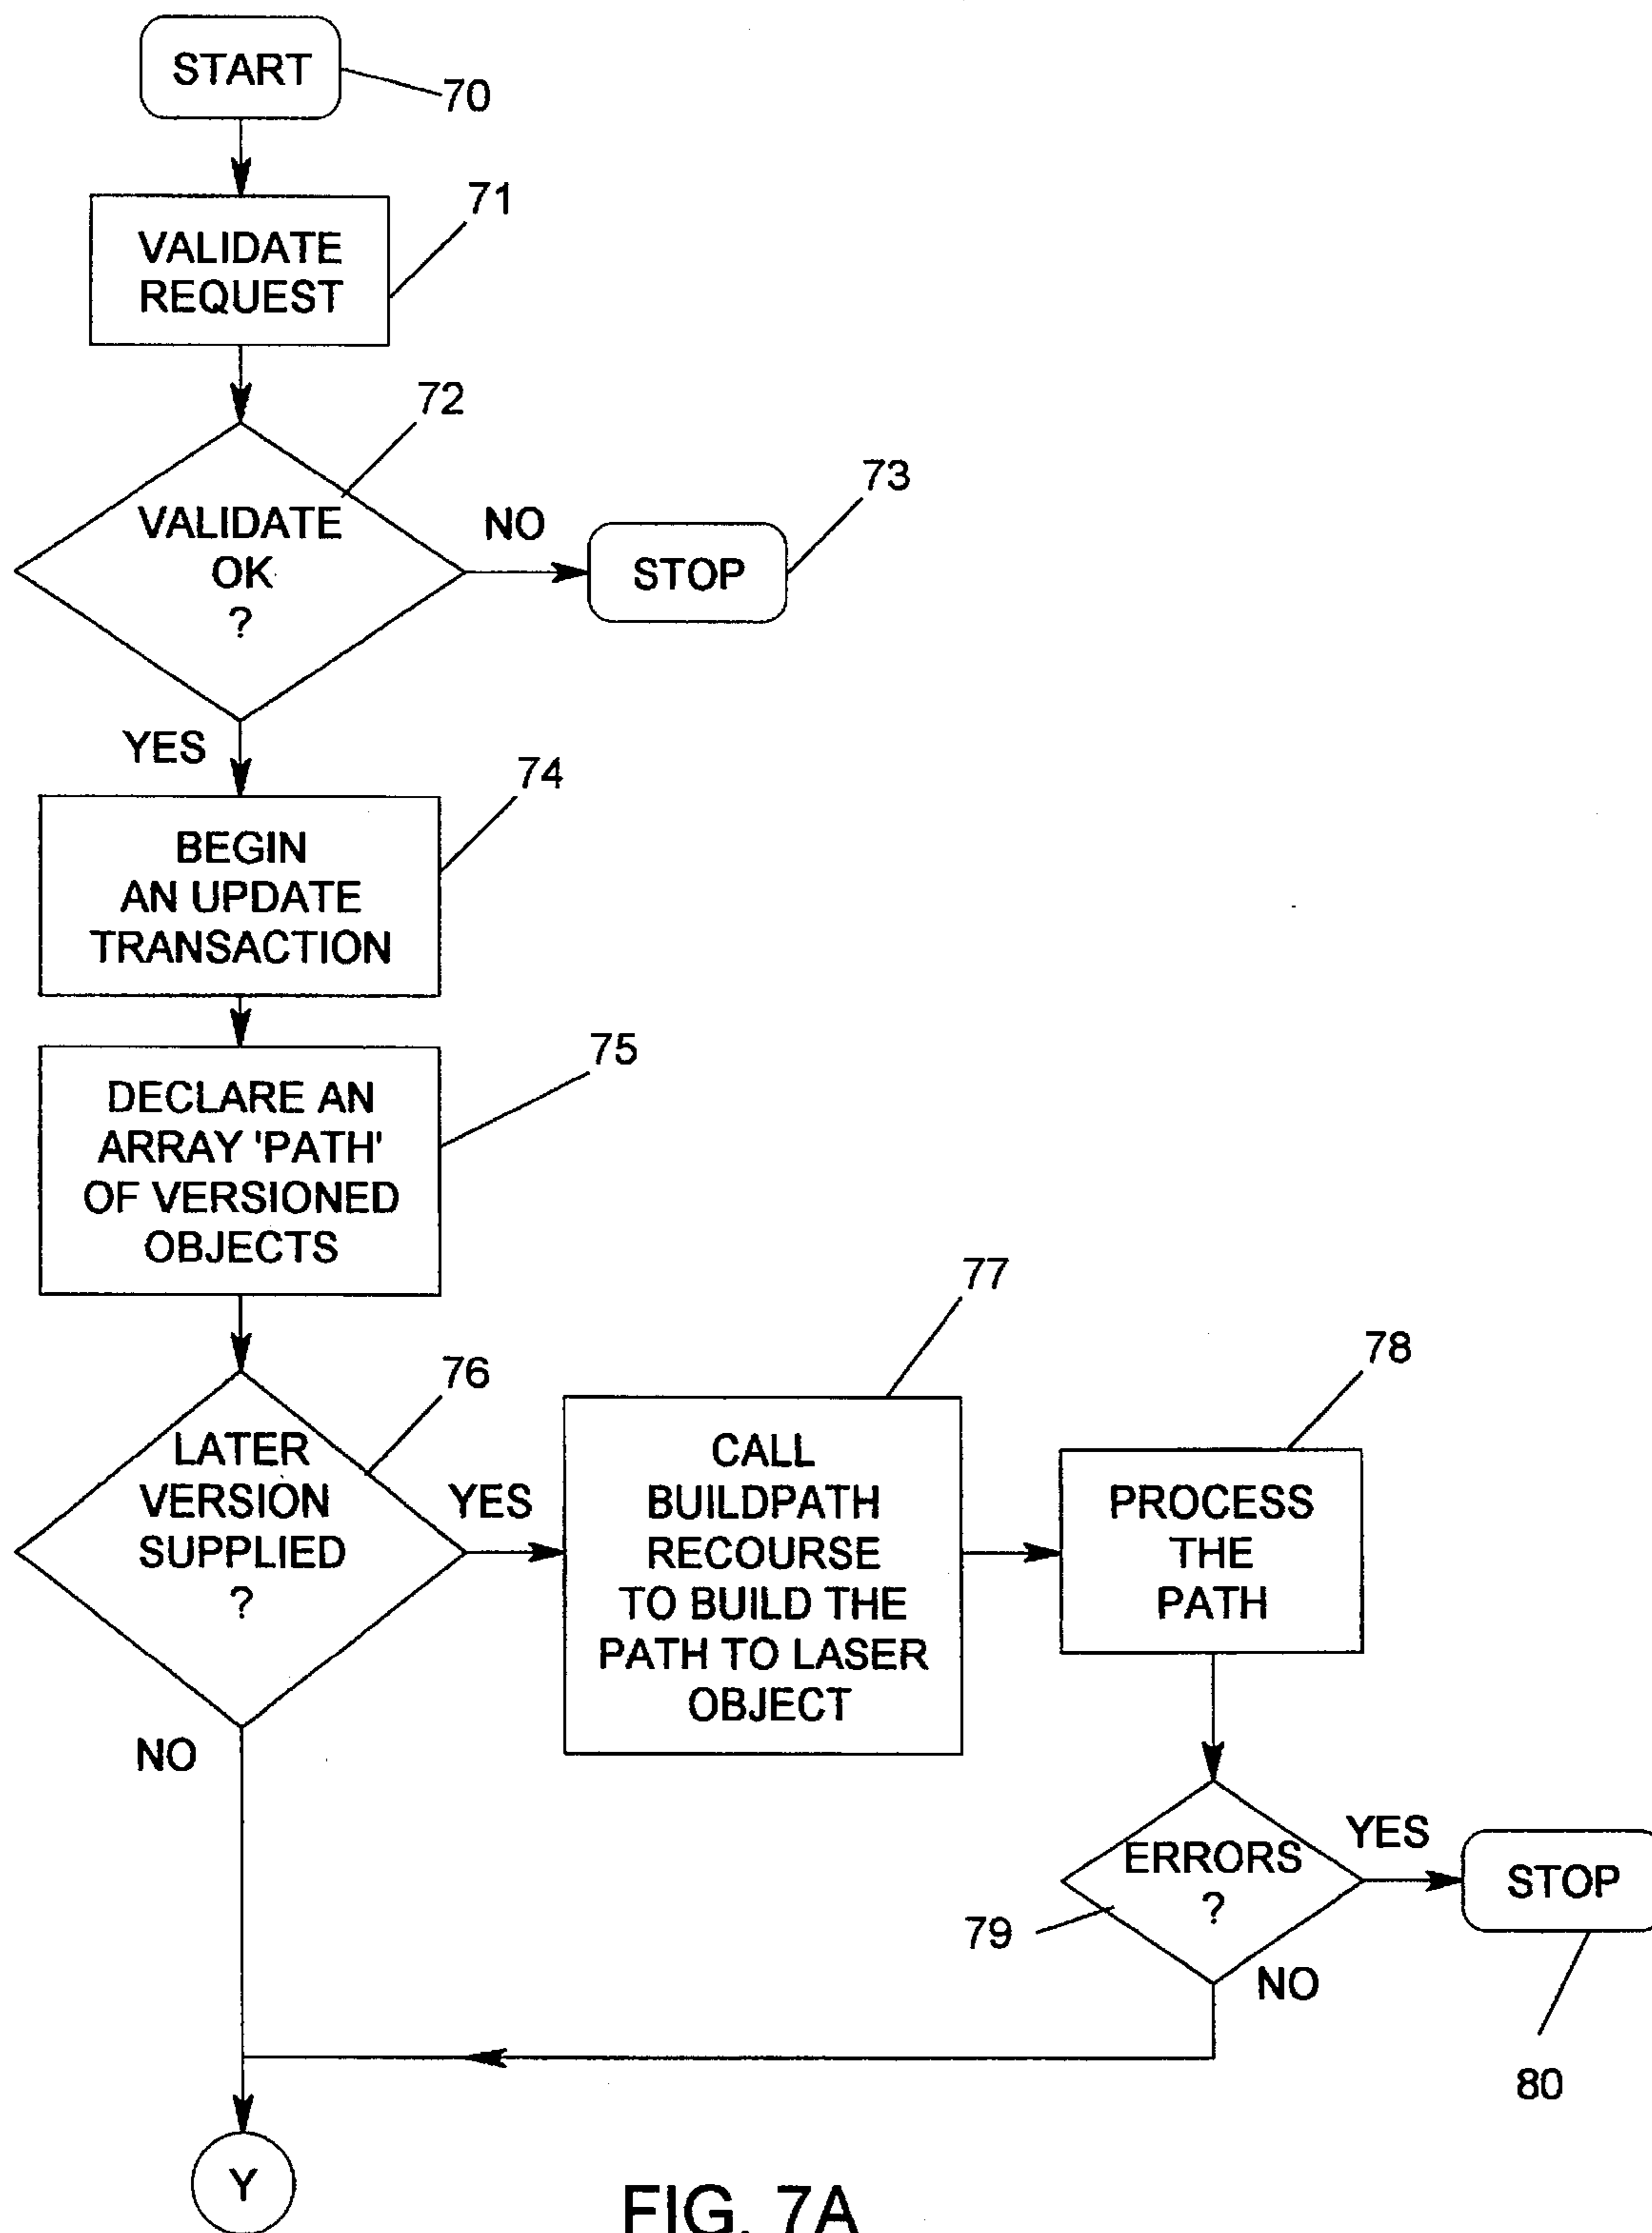 START
70
71
VALIDATE
REQUEST
72
73
VALIDATE
OK
?
NO
STOP
YES
74
BEGIN
AN UPDATE
TRANSACTION
75
DECLARE AN
ARRAY 'PATH'
OF VERSIONED
OBJECTS
76
77
78
LATER
VERSION
SUPPLIED
?
YES
CALL
BUILDPATH
RECOURSE
TO BUILD THE
PATH TO LASER
OBJECT
PROCESS
THE
PATH
NO
ERRORS
?
79
YES
STOP
NO
80
Y
FIG. 7A